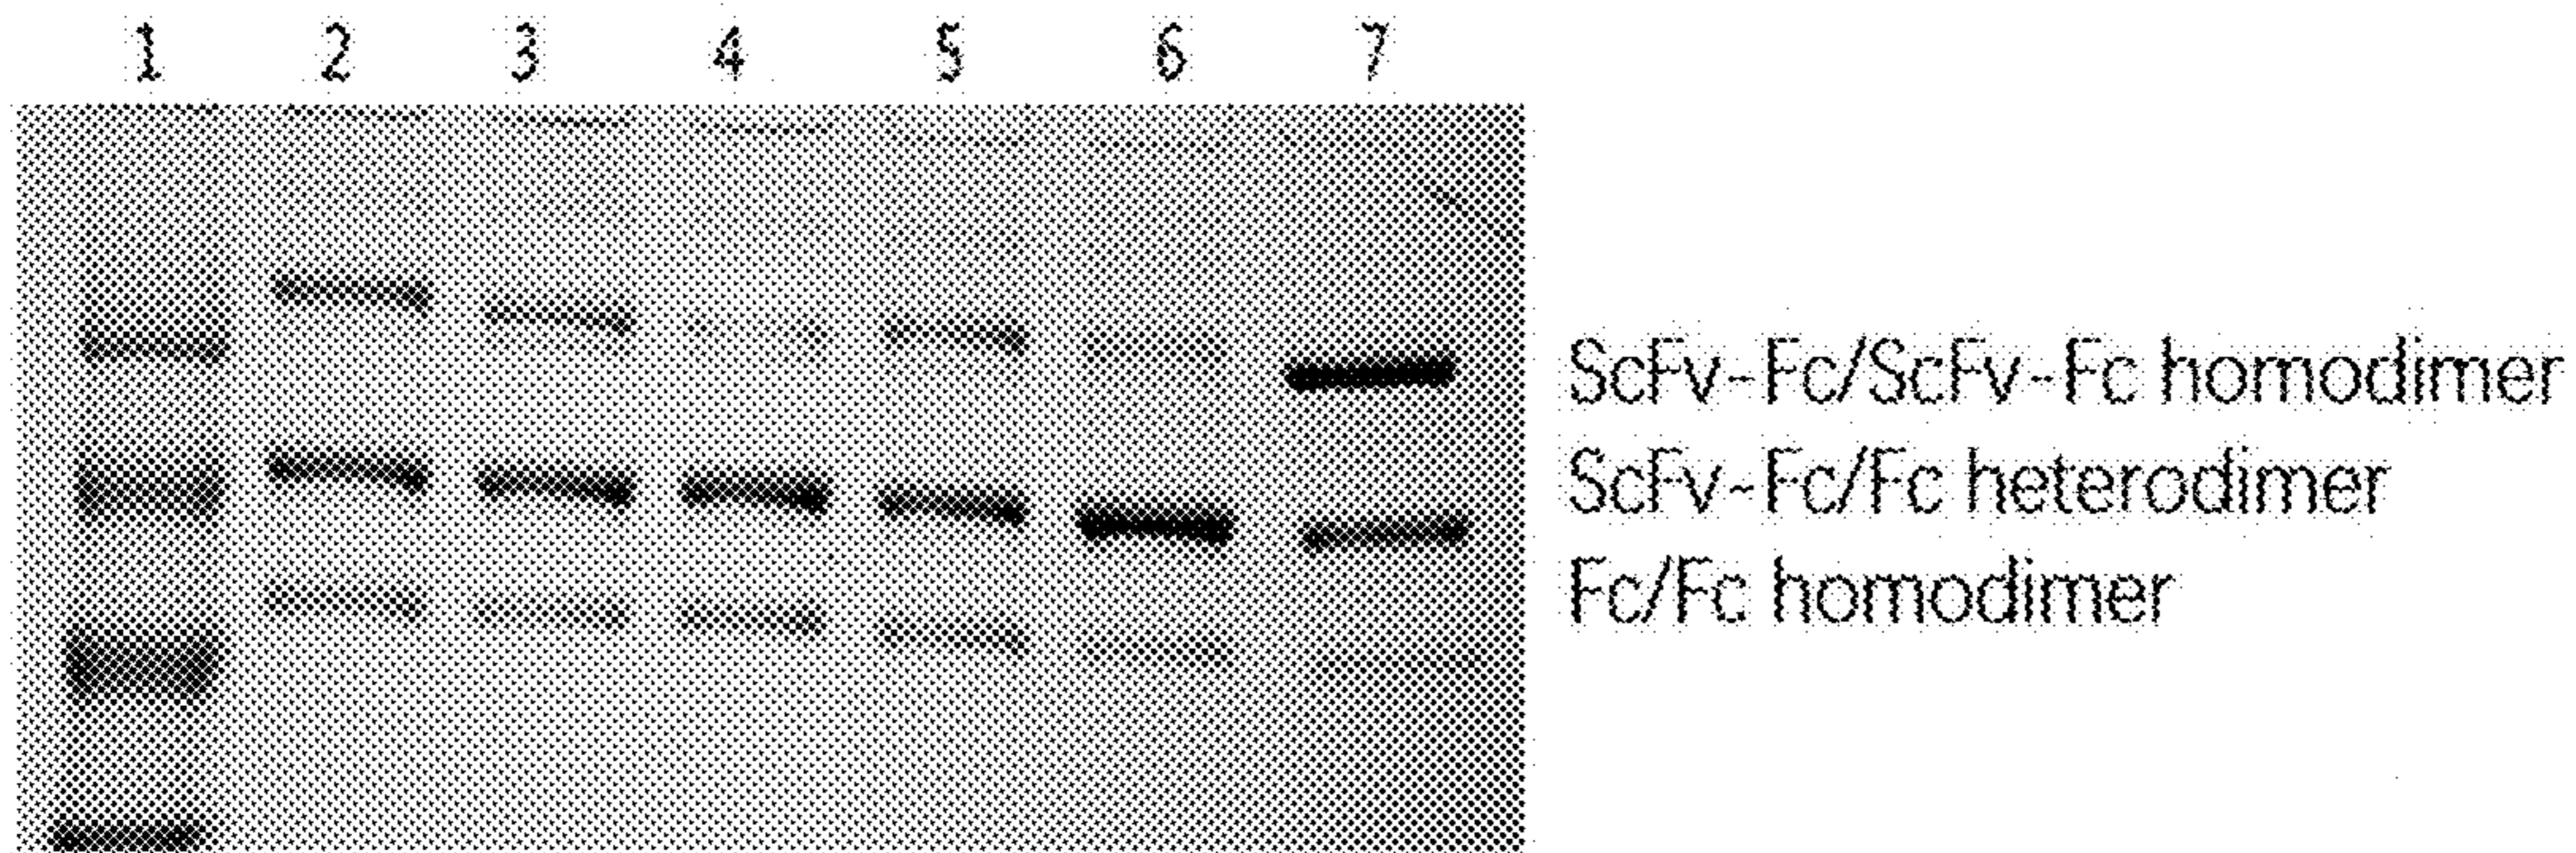 1 2 3 4 5 6 7
ScFv-Fc/ScFv-Fc homodimer
ScFv-Fc/Fc heterodimer
Fc/Fc homodimer